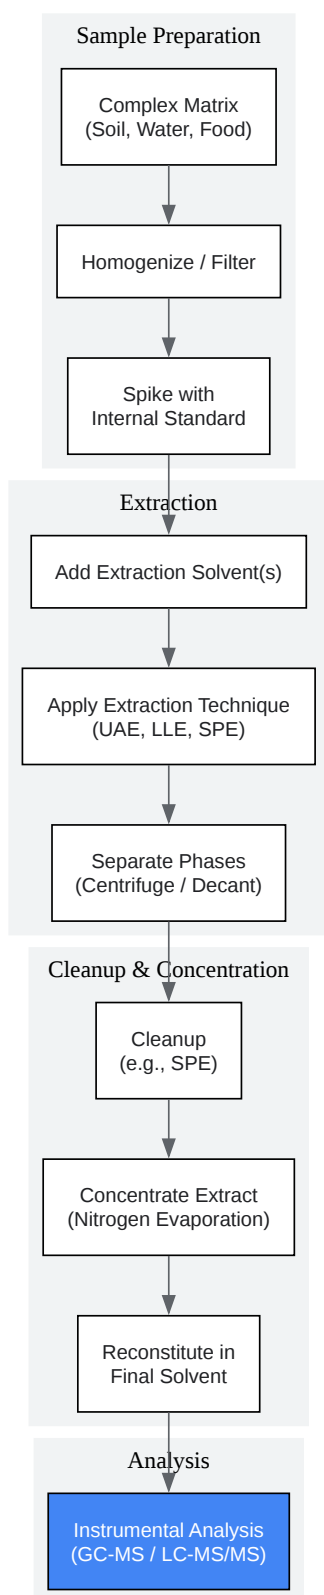 Sample Preparation
Complex Matrix
(Soil, Water, Food)
Homogenize / Filter
Spike with
Internal Standard
Extraction
Add Extraction Solvent(s)
Apply Extraction Technique
(UAE, LLE, SPE)
Separate Phases
(Centrifuge / Decant)
Cleanup & Concentration
Cleanup
(e.g., SPE)
Concentrate Extract
(Nitrogen Evaporation)
Reconstitute in
Final Solvent
Analysis
Instrumental Analysis
(GC-MS / LC-MS/MS)